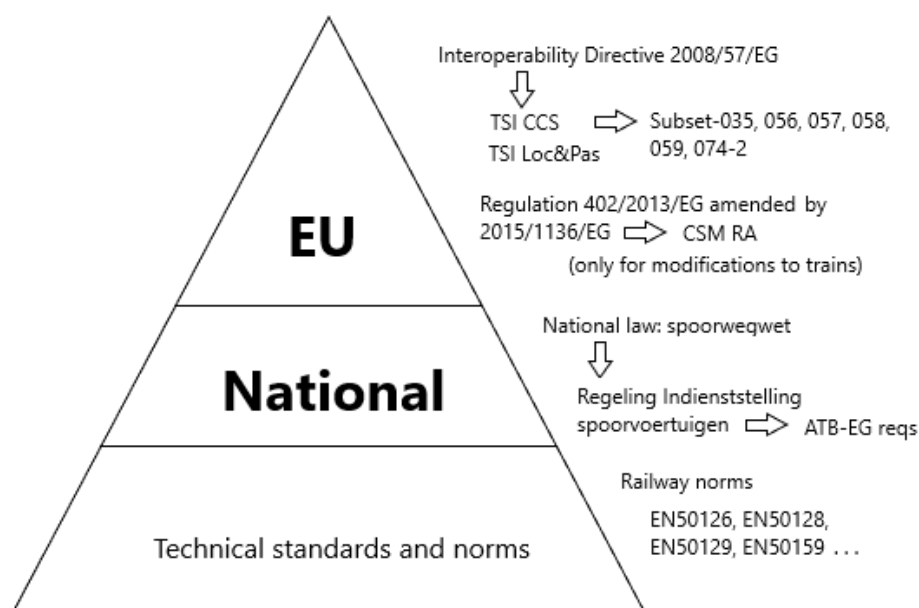 Interoperability Directive 2008/57/EG
TSI CCS
TSI Loc&Pas
Subset-035, 056, 057, 058,
059, 074-2
EU
Regulation 402/2013/EG amended by
2015/1136/EG
CSM RA
(only for modifications to trains)
National
National law: spoorweqwet
Regeling Indienststelling
spoorvoertuigen
ATB-EG reqs
Technical standards and norms
Railway norms
EN50126, EN50128,
EN50129, EN50159 ...